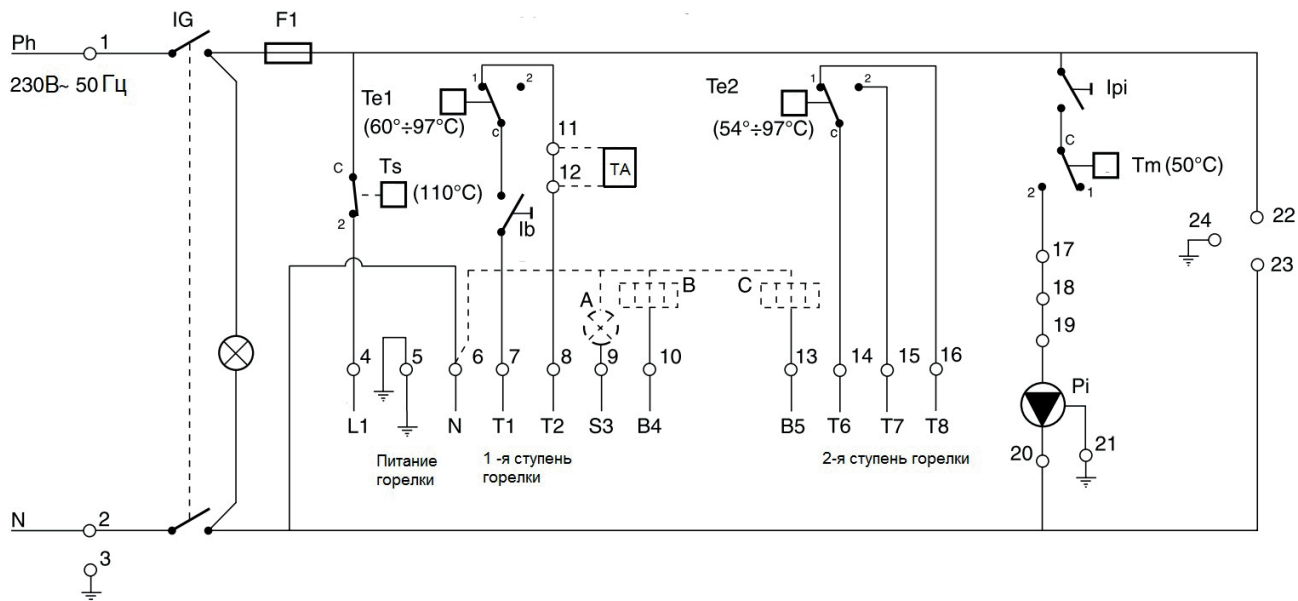 IG
F1
Ph
1
230В~ 50 Гц
Te1
1
2
(60°÷97°C)
c
11
12
TA
C
Ts
(110°C)
2
Ib
Te2
1
2
(54°÷97°C)
c
Ipi
C
Tm (50°C)
2
1
24
22
23
17
18
19
A
B
C
4
5
6
7
8
9
10
13
14
15
16
L1
N
T1
T2
S3
B4
B5
T6
T7
T8
Pi
20
21
Питание
горелки
1 -я ступень
горелки
2-я ступень горелки
N
2
3